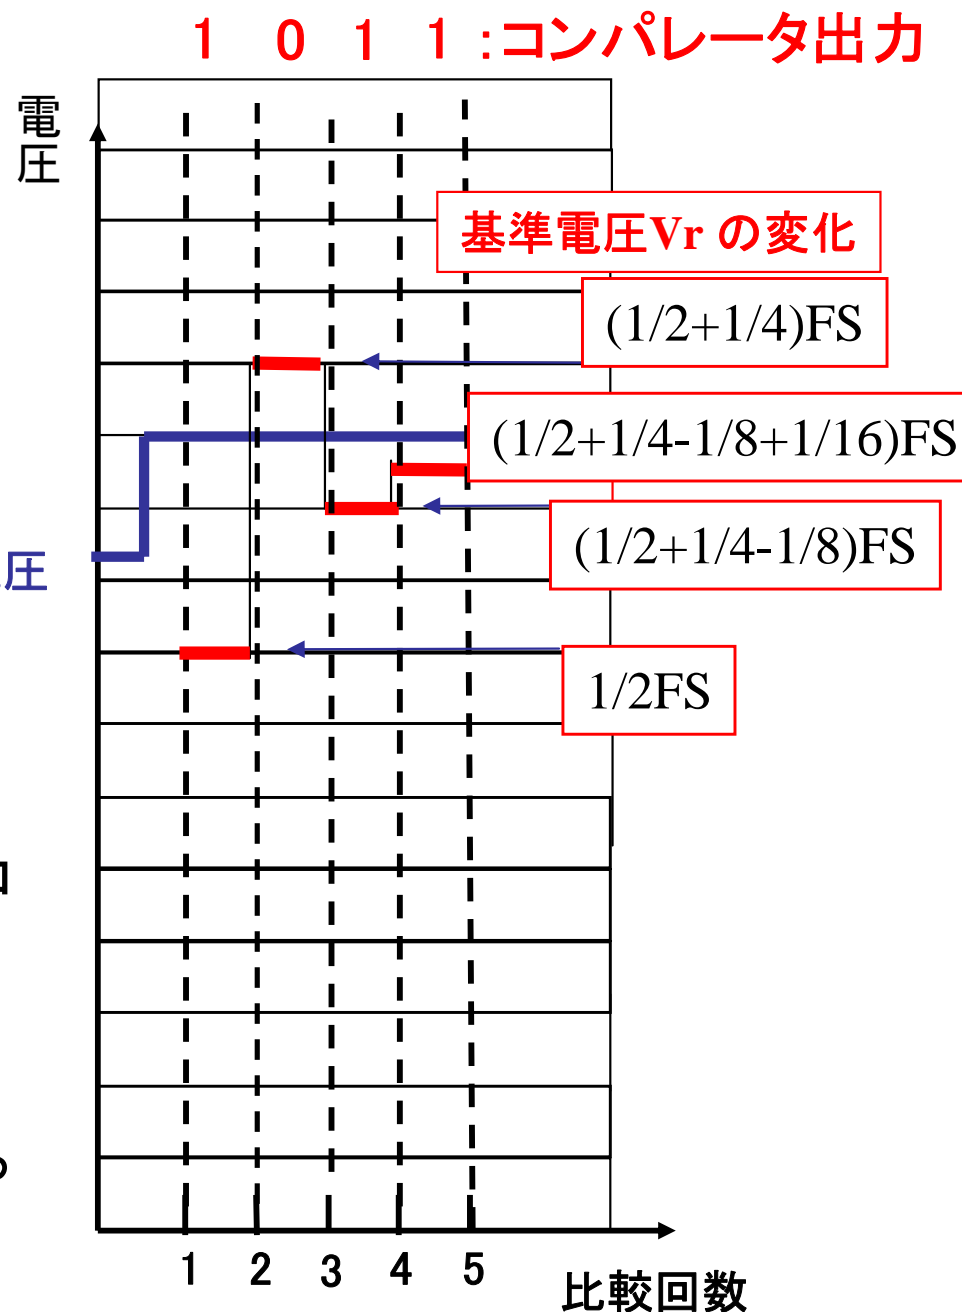 1 0 1 1 :コンパレータ出力
電圧
基準電圧Vr の変化
(1/2+1/4)FS
(1/2+1/4-1/8+1/16)FS
(1/2+1/4-1/8)FS
圧
1/2FS
1 2 3 4 5
比較回数